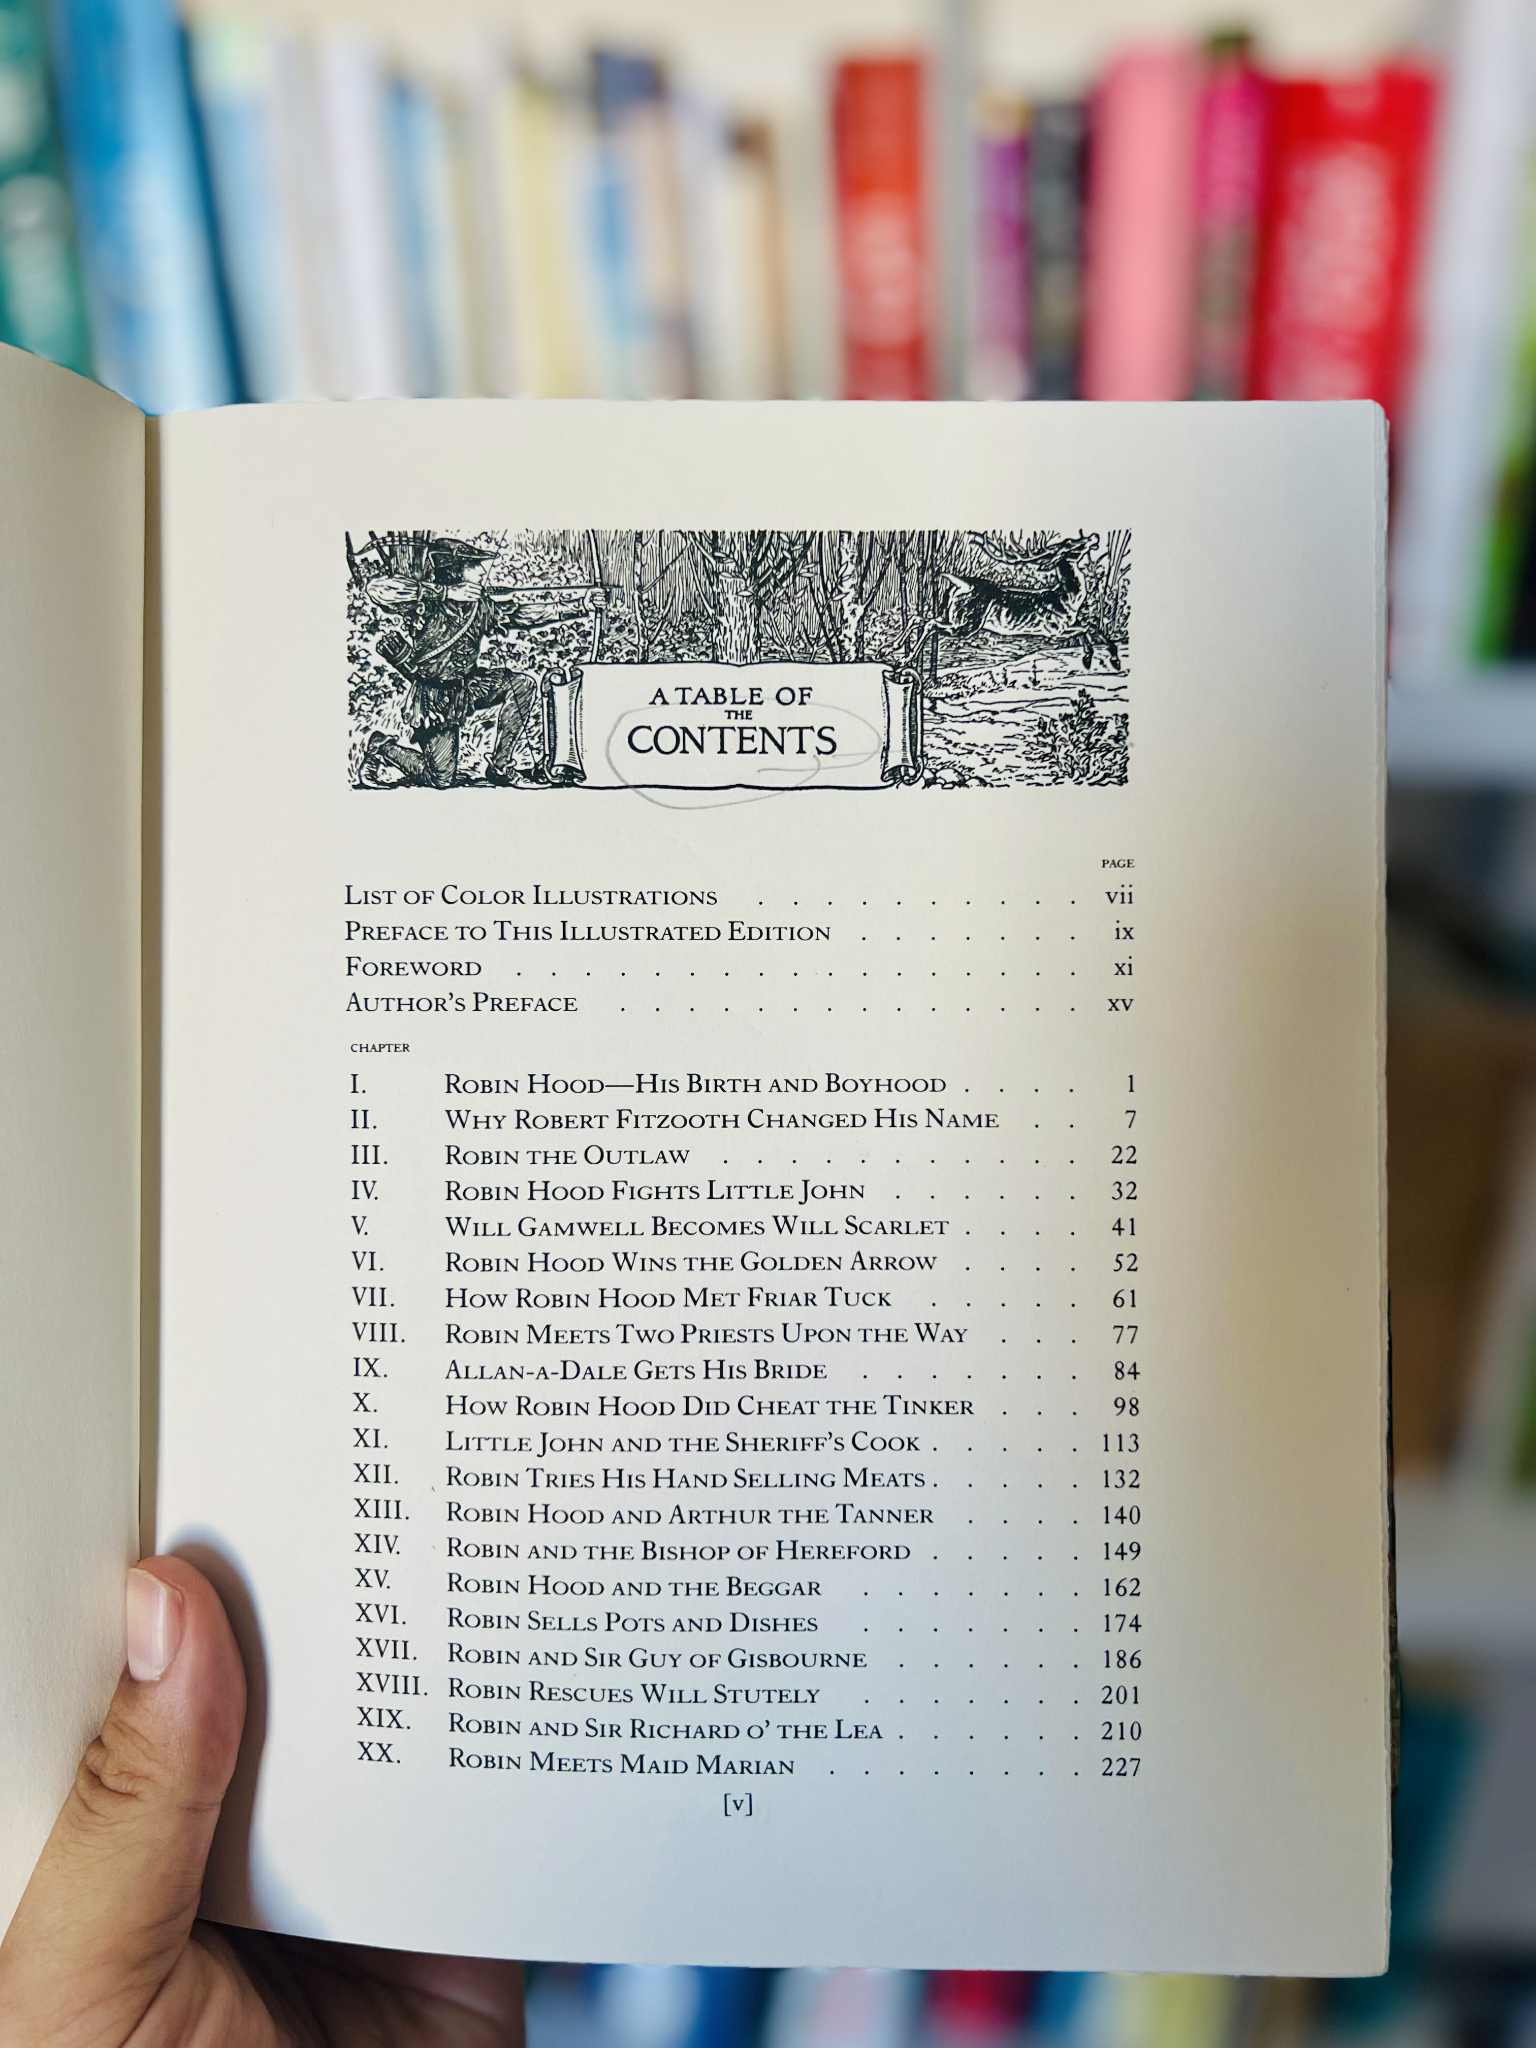 A TABLE OF
THE
CONTENTS
PAGE
LIST OF COLOR ILLUSTRATIONS . . . . . . . . . . vii
PREFACE TO THIS ILLUSTRATED EDITION . . . . . . . ix
FOREWORD . . . . . . . . . . . . . . . . . xi
AUTHOR'S PREFACE . . . . . . . . . . . . . . xv
CHAPTER
I. ROBIN HOOD—HIS BIRTH AND BOYHOOD . . . . 1
II. WHY ROBERT FITZOOTH CHANGED HIS NAME . . 7
III. ROBIN THE OUTLAW . . . . . . . . . . . 22
IV. ROBIN HOOD FIGHTS LITTLE JOHN . . . . . . 32
V. WILL GAMWELL BECOMES WILL SCARLET . . . . 41
VI. ROBIN HOOD WINS THE GOLDEN ARROW . . . . 52
VII. HOW ROBIN HOOD MET FRIAR TUCK . . . . . 61
VIII. ROBIN MEETS TWO PRIESTS UPON THE WAY . . . 77
IX. ALLAN-A-DALE GETS HIS BRIDE . . . . . . . 84
X. HOW ROBIN HOOD DID CHEAT THE TINKER . . . 98
XI. LITTLE JOHN AND THE SHERIFF'S COOK . . . . . 113
XII. ROBIN TRIES HIS HAND SELLING MEATS . . . . . 132
XIII. ROBIN HOOD AND ARTHUR THE TANNER . . . . 140
XIV. ROBIN AND THE BISHOP OF HEREFORD . . . . . 149
XV. ROBIN HOOD AND THE BEGGAR . . . . . . . 162
XVI. ROBIN SELLS POTS AND DISHES . . . . . . . 174
XVII. ROBIN AND SIR GUY OF GISBOURNE . . . . . . 186
XVIII. ROBIN RESCUES WILL STUTELY . . . . . . . 201
XIX. ROBIN AND SIR RICHARD O' THE LEA . . . . . . 210
XX. ROBIN MEETS MAID MARIAN . . . . . . . . 227
[v]